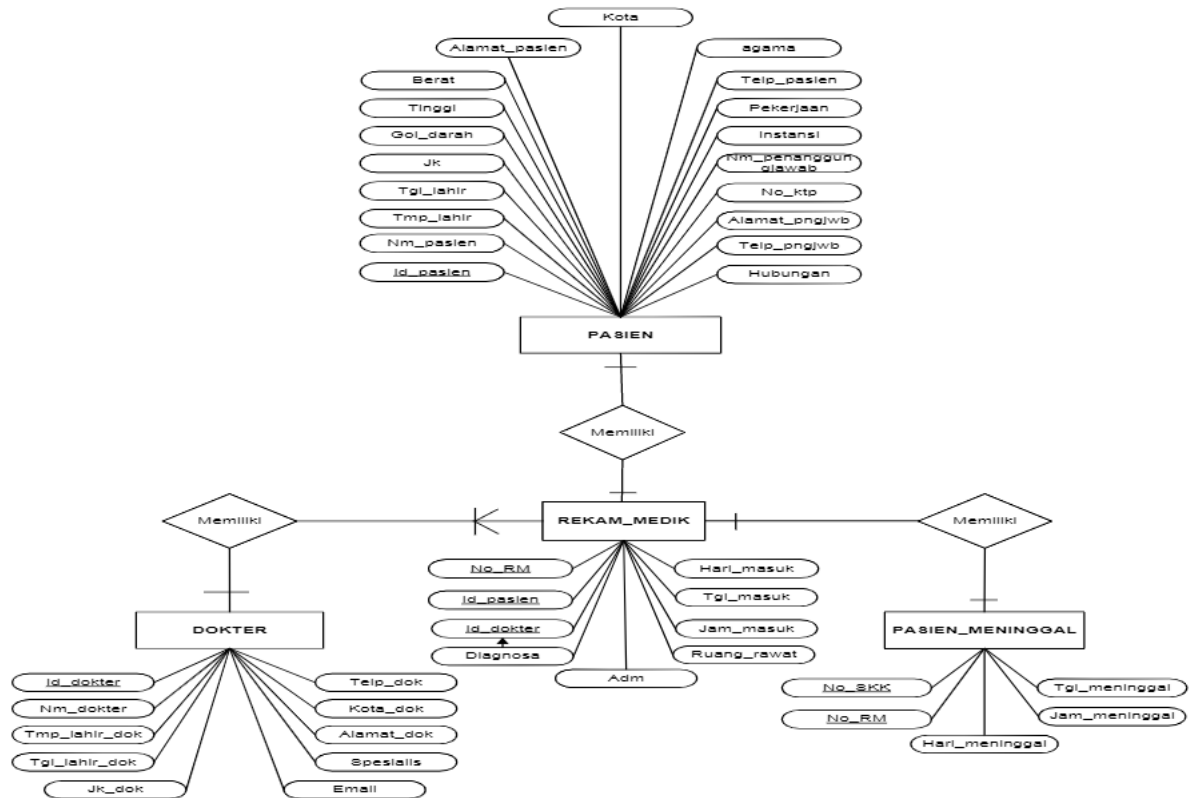 Kota
Alamat_pasien
agama
Berat
Telp_pasien
Tinggi
Pekerjaan
Gol_darah
Instansi
Jk
Nm_penanggun
gjawab
Tgl_lahir
No_ktp
Tmp_lahir
Alamat_pngjwb
Nm_pasien
Telp_pngjwb
Id_pasien
Hubungan
PASIEN
Memiliki
Memiliki
REKAM_MEDIK
Memiliki
No_RM
Hari_masuk
Id_pasien
Tgl_masuk
Id_dokter
Jam_masuk
Diagnosa
Ruang_rawat
Adm
DOKTER
PASIEN_MENINGGAL
Id_dokter
Telp_dok
Nm_dokter
Kota_dok
Tmp_lahir_dok
Alamat_dok
Tgl_lahir_dok
Spesialis
Jk_dok
Email
No_SKK
Tgl_meninggal
No_RM
Jam_meninggal
Hari_meninggal